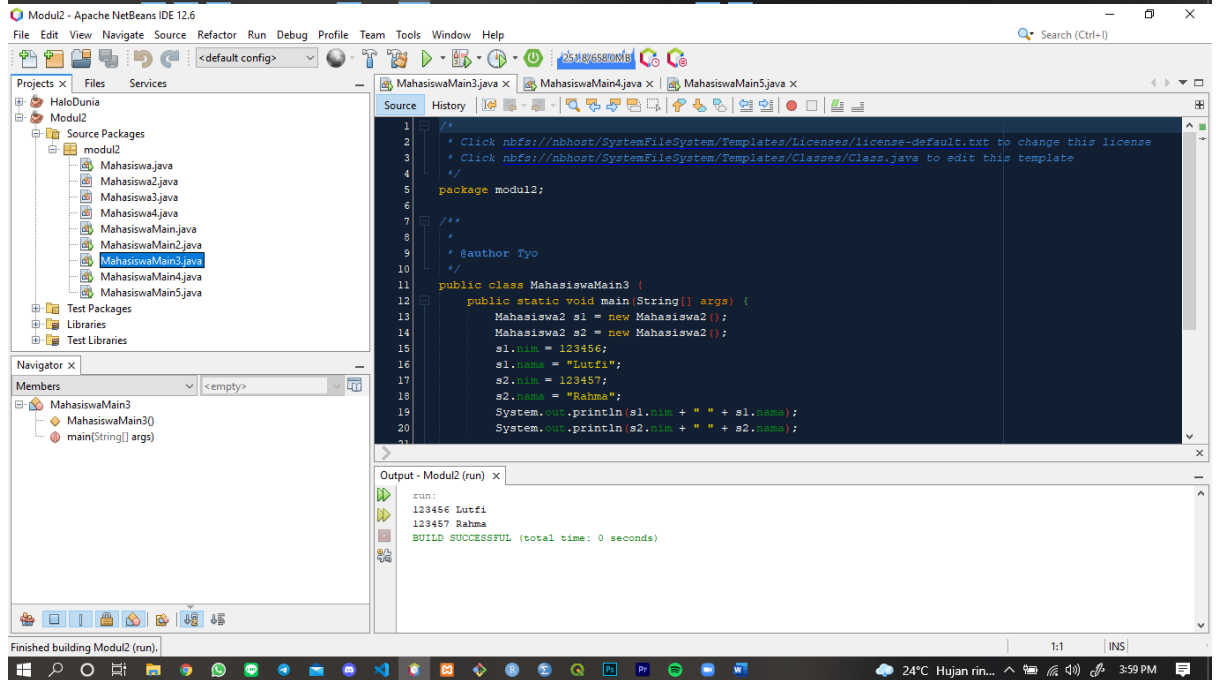 Modul2 - Apache NetBeans IDE 12.6
File Edit View Navigate Source Refactor Run Debug Profile Team Tools Window Help
Search (Ctrl+I)
<default config>
Projects
Files
Services
HaloDunia
Modul2
Source Packages
modul2
Mahasiswa.java
Mahasiswa2.java
Mahasiswa3.java
Mahasiswa4.java
MahasiswaMain.java
MahasiswaMain2.java
MahasiswaMain3.java
MahasiswaMain4.java
MahasiswaMain5.java
Test Packages
Libraries
Test Libraries
Navigator
Members
<empty>
MahasiswaMain3
MahasiswaMain3()
main(String[] args)
MahasiswaMain3.java
MahasiswaMain4.java
MahasiswaMain5.java
Source History
1 /*
2 * Click nbfs://nbhost/SystemFileSystem/Templates/Licenses/license-default.txt to change this license
3 * Click nbfs://nbhost/SystemFileSystem/Templates/Classes/Class.java to edit this template
4 */
5 package modul2;
6
7 /**
8 *
9 * @author Tyo
10 */
11 public class MahasiswaMain3 {
12 public static void main(String[] args) {
13 Mahasiswa2 s1 = new Mahasiswa2();
14 Mahasiswa2 s2 = new Mahasiswa2();
15 s1.nim = 123456;
16 s1.nama = "Lutfi";
17 s2.nim = 123457;
18 s2.nama = "Rahma";
19 System.out.println(s1.nim + " " + s1.nama);
20 System.out.println(s2.nim + " " + s2.nama);
21
Output - Modul2 (run)
run:
123456 Lutfi
123457 Rahma
BUILD SUCCESSFUL (total time: 0 seconds)
Finished building Modul2 (run).
1:1
INS
24°C Hujan rin...
3:59 PM